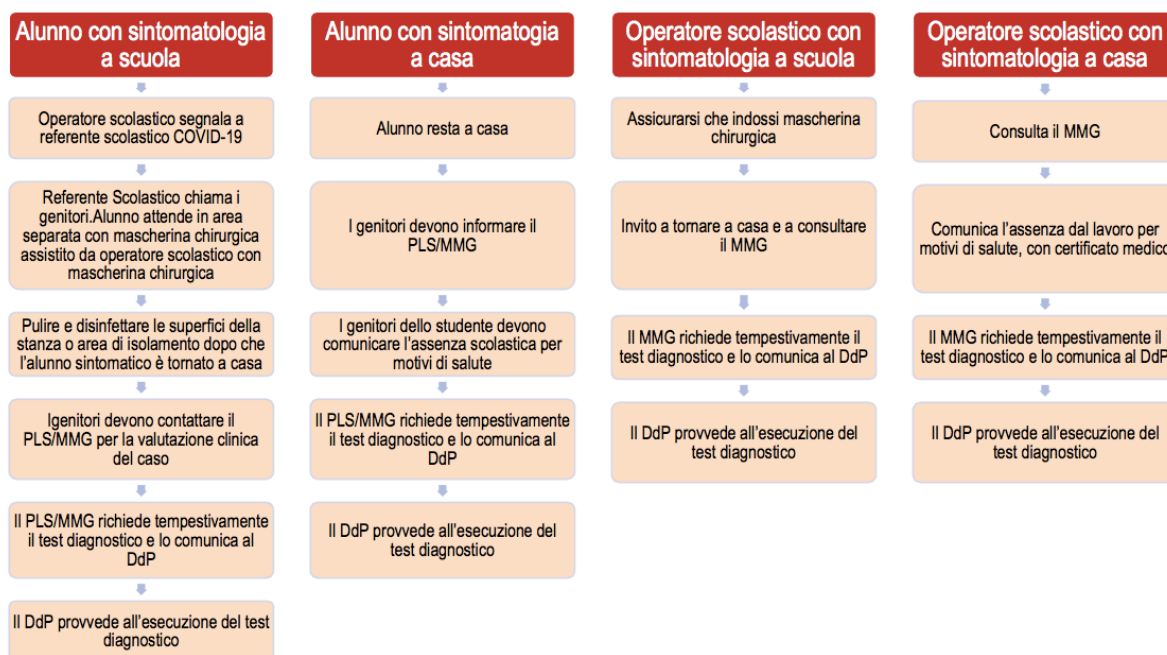 Alunno con sintomatologia
a scuola
Operatore scolastico segnala a
referente scolastico COVID-19
Referente Scolastico chiama i
genitori.Alunno attende in area
separata con mascherina chirurgica
assistito da operatore scolastico con
mascherina chirurgica
Pulire e disinfettare le superfici della
stanza o area di isolamento dopo che
l'alunno sintomatico è tornato a casa
Igenitori devono contattare il
PLS/MMG per la valutazione clinica
del caso
Il PLS/MMG richiede tempestivamente
il test diagnostico e lo comunica al
DdP
Il DdP provvede all'esecuzione del test
diagnostico
Alunno con sintomatogia
a casa
Alunno resta a casa
I genitori devono informare il
PLS/MMG
I genitori dello studente devono
comunicare l'assenza scolastica per
motivi di salute
Il PLS/MMG richiede tempestivamente
il test diagnostico e lo comunica al
DdP
Il DdP provvede all'esecuzione del
test diagnostico
Operatore scolastico con
sintomatologia a scuola
Assicurarsi che indossi mascherina
chirurgica
Invito a tornare a casa e a consultare
il MMG
Il MMG richiede tempestivamente il
test diagnostico e lo comunica al DdP
Il DdP provvede all'esecuzione del
test diagnostico
Operatore scolastico con
sintomatologia a casa
Consulta il MMG
Comunica l'assenza dal lavoro per
motivi di salute, con certificato medico
Il MMG richiede tempestivamente il
test diagnostico e lo comunica al DdP
Il DdP provvede all'esecuzione del
test diagnostico